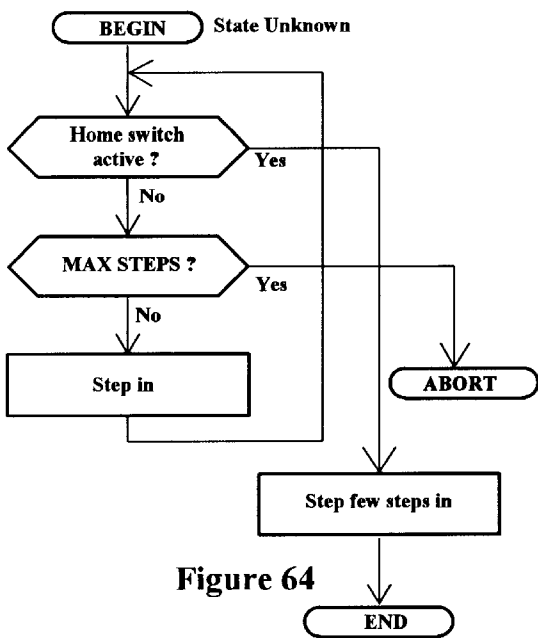 BEGIN
State Unknown
Home switch
active ?
Yes
No
MAX STEPS ?
Yes
No
Step in
ABORT
Step few steps in
Figure 64
END